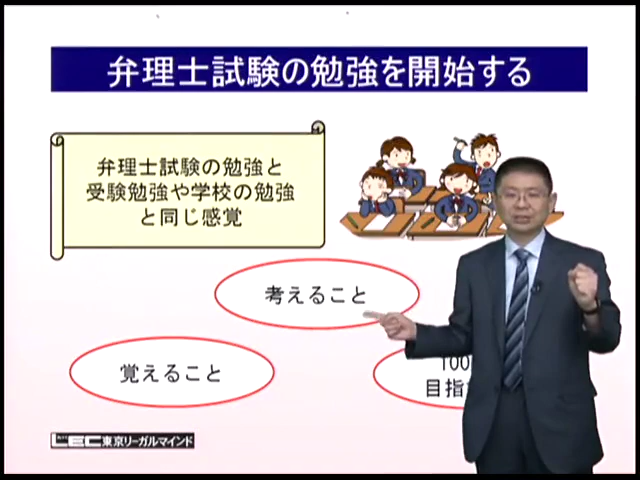 弁理士試験の勉強を開始する
弁理士試験の勉強と
受験勉強や学校の勉強
と同じ感覚
考えること
覚えること
100
目指
LEC東京リーガルマインド